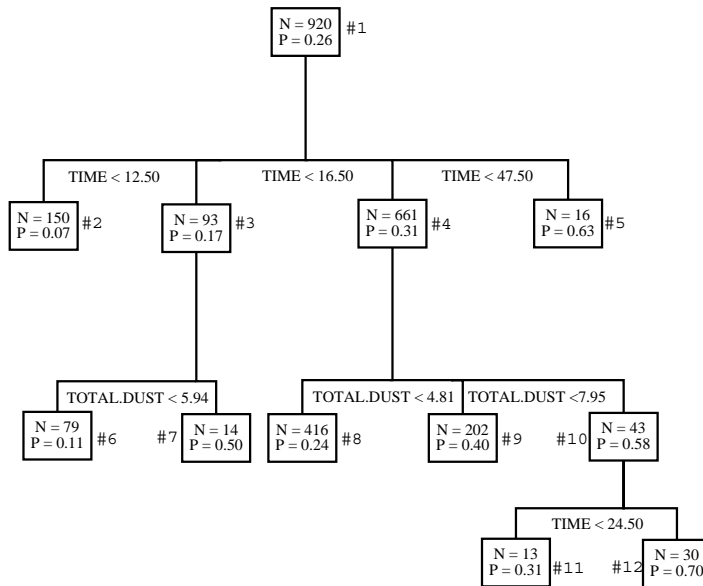 N = 920
P = 0.26
#1
TIME < 12.50
TIME < 16.50
TIME < 47.50
N = 150
P = 0.07
#2
N = 93
P = 0.17
#3
N = 661
P = 0.31
#4
N = 16
P = 0.63
#5
TOTAL.DUST < 5.94
TOTAL.DUST < 4.81
TOTAL.DUST <7.95
N = 79
P = 0.11
#6
#7
N = 14
P = 0.50
N = 416
P = 0.24
#8
N = 202
P = 0.40
#9
#10
N = 43
P = 0.58
TIME < 24.50
N = 13
P = 0.31
#11
#12
N = 30
P = 0.70